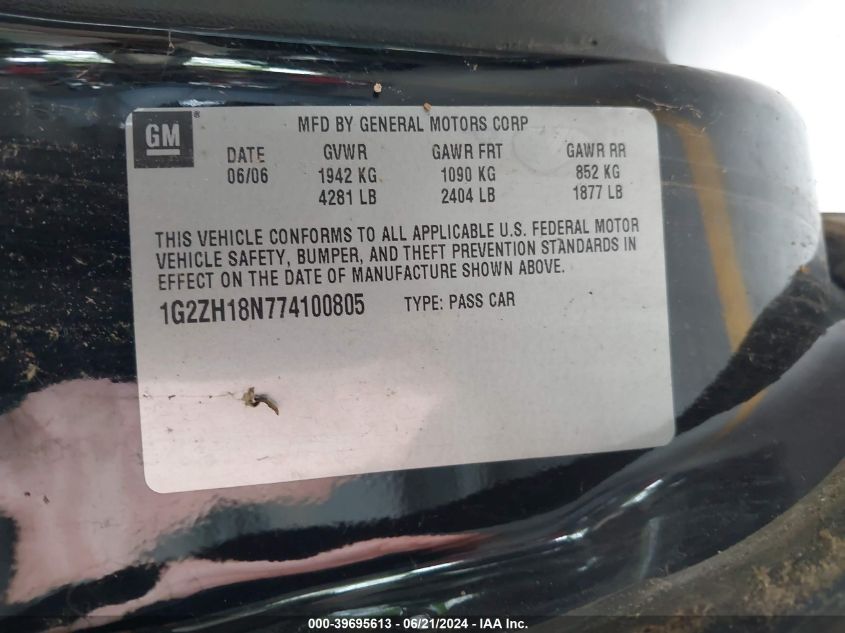 GM ®
MFD BY GENERAL MOTORS CORP
DATE GVWR GAWR FRT GAWR RR
06/06 1942 KG 1090 KG 852 KG
4281 LB 2404 LB 1877 LB
THIS VEHICLE CONFORMS TO ALL APPLICABLE U.S. FEDERAL MOTOR
VEHICLE SAFETY, BUMPER, AND THEFT PREVENTION STANDARDS IN
EFFECT ON THE DATE OF MANUFACTURE SHOWN ABOVE.
1G2ZH18N774100805 TYPE: PASS CAR
000-39695613 - 06/21/2024 - IAA Inc.